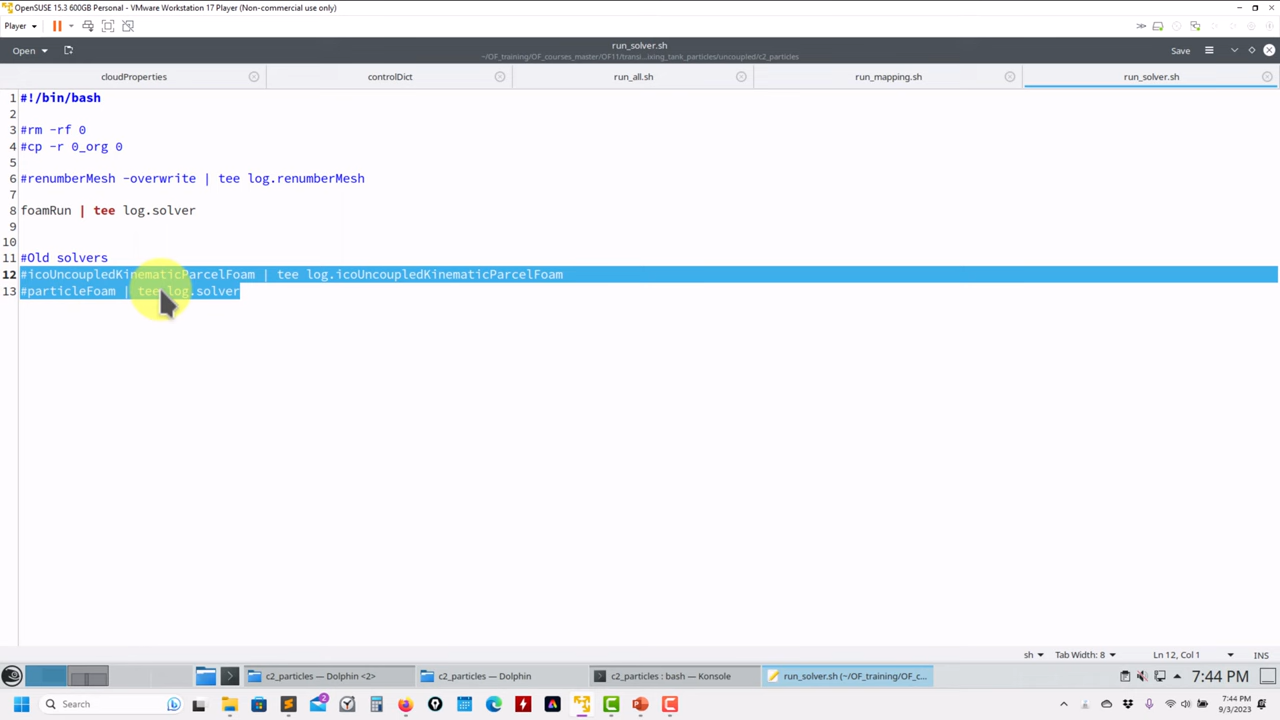 OpenSUSE 15.3 600GB Personal - VMware Workstation 17 Player (Non-commercial use only)
Player
Open
run_solver.sh
~/OF_training/OF_courses_master/OF11/transi...ixing_tank_particles/uncoupled/c2_particles
Save
cloudProperties
controlDict
run_all.sh
run_mapping.sh
run_solver.sh
1 #!/bin/bash
2
3 #rm -rf 0
4 #cp -r 0_org 0
5
6 #renumberMesh -overwrite | tee log.renumberMesh
7
8 foamRun | tee log.solver
9
10
11 #Old solvers
12 #icoUncoupledKinematicParcelFoam | tee log.icoUncoupledKinematicParcelFoam
13 #particleFoam | tee log.solver
sh
Tab Width: 8
Ln 12, Col 1
INS
c2_particles — Dolphin <2>
c2_particles — Dolphin
c2_particles : bash — Konsole
run_solver.sh (~/OF_training/OF_c...
7:44 PM
Search
2
7:44 PM
9/3/2023